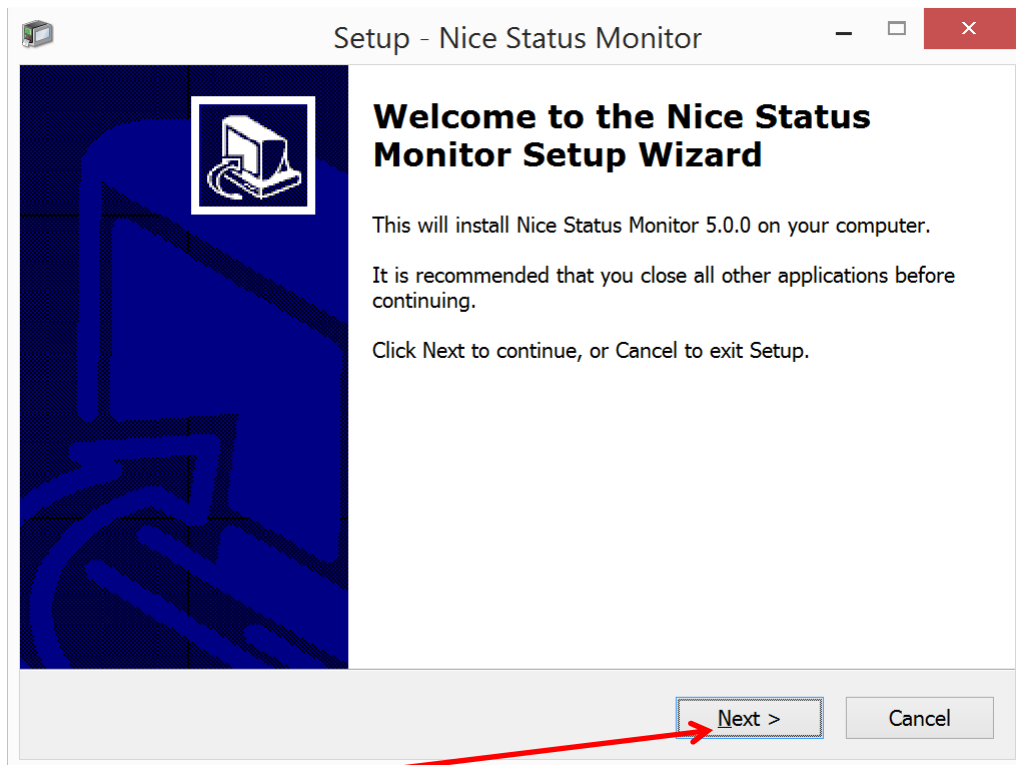 Setup - Nice Status Monitor
Welcome to the Nice Status
Monitor Setup Wizard
This will install Nice Status Monitor 5.0.0 on your computer.
It is recommended that you close all other applications before
continuing.
Click Next to continue, or Cancel to exit Setup.
Next >
Cancel